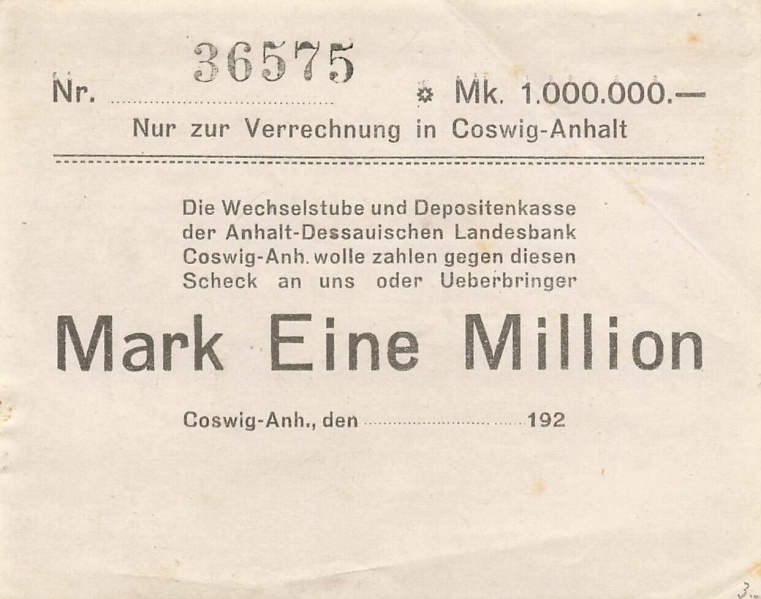 36575
Nr. ........................ ✼ Mk. 1.000.000.—
Nur zur Verrechnung in Coswig-Anhalt
Die Wechselstube und Depositenkasse
der Anhalt-Dessauischen Landesbank
Coswig-Anh. wolle zahlen gegen diesen
Scheck an uns oder Ueberbringer
Mark Eine Million
Coswig-Anh., den ........................ 192
3.-